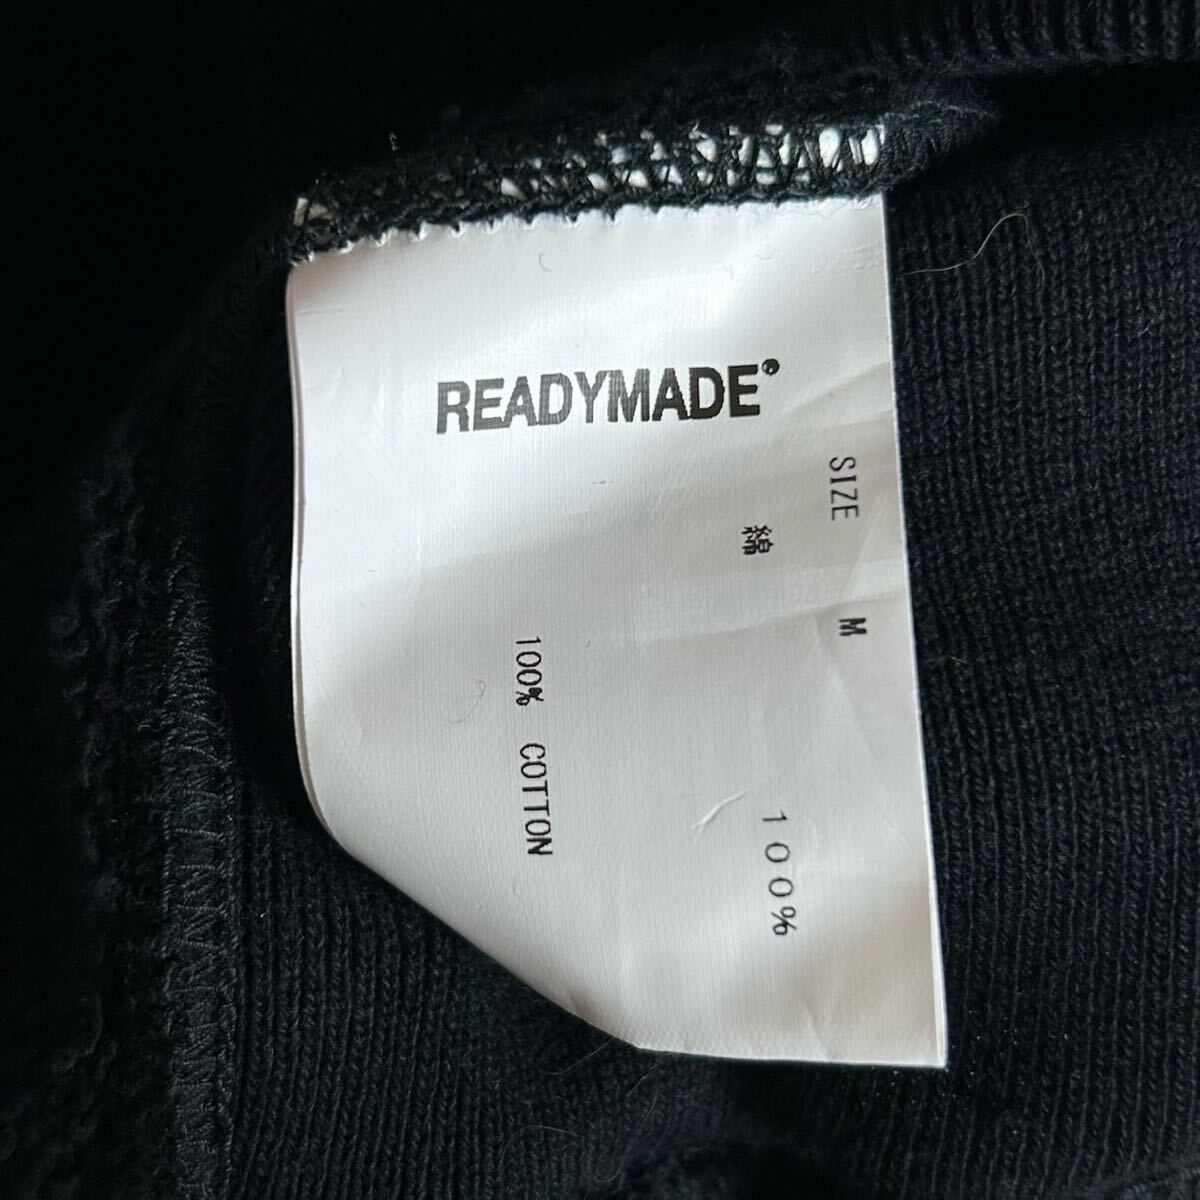 READYMADE
SIZE M
綿 100%
100% COTTON